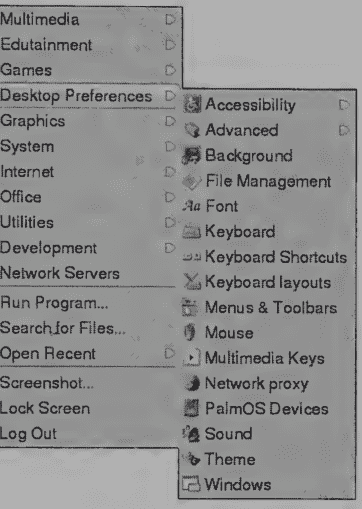 Multimedia
Edutainment
Games
Desktop Preferences
Graphics
System
Internet
Office
Utilities
Development
Network Servers
Run Program...
Search for Files...
Open Recent
Screenshot...
Lock Screen
Log Out
Accessibility
Advanced
Background
File Management
Aa Font
Keyboard
Keyboard Shortcuts
Keyboard layouts
Menus & Toolbars
Mouse
Multimedia Keys
Network proxy
PalmOS Devices
Sound
Theme
Windows